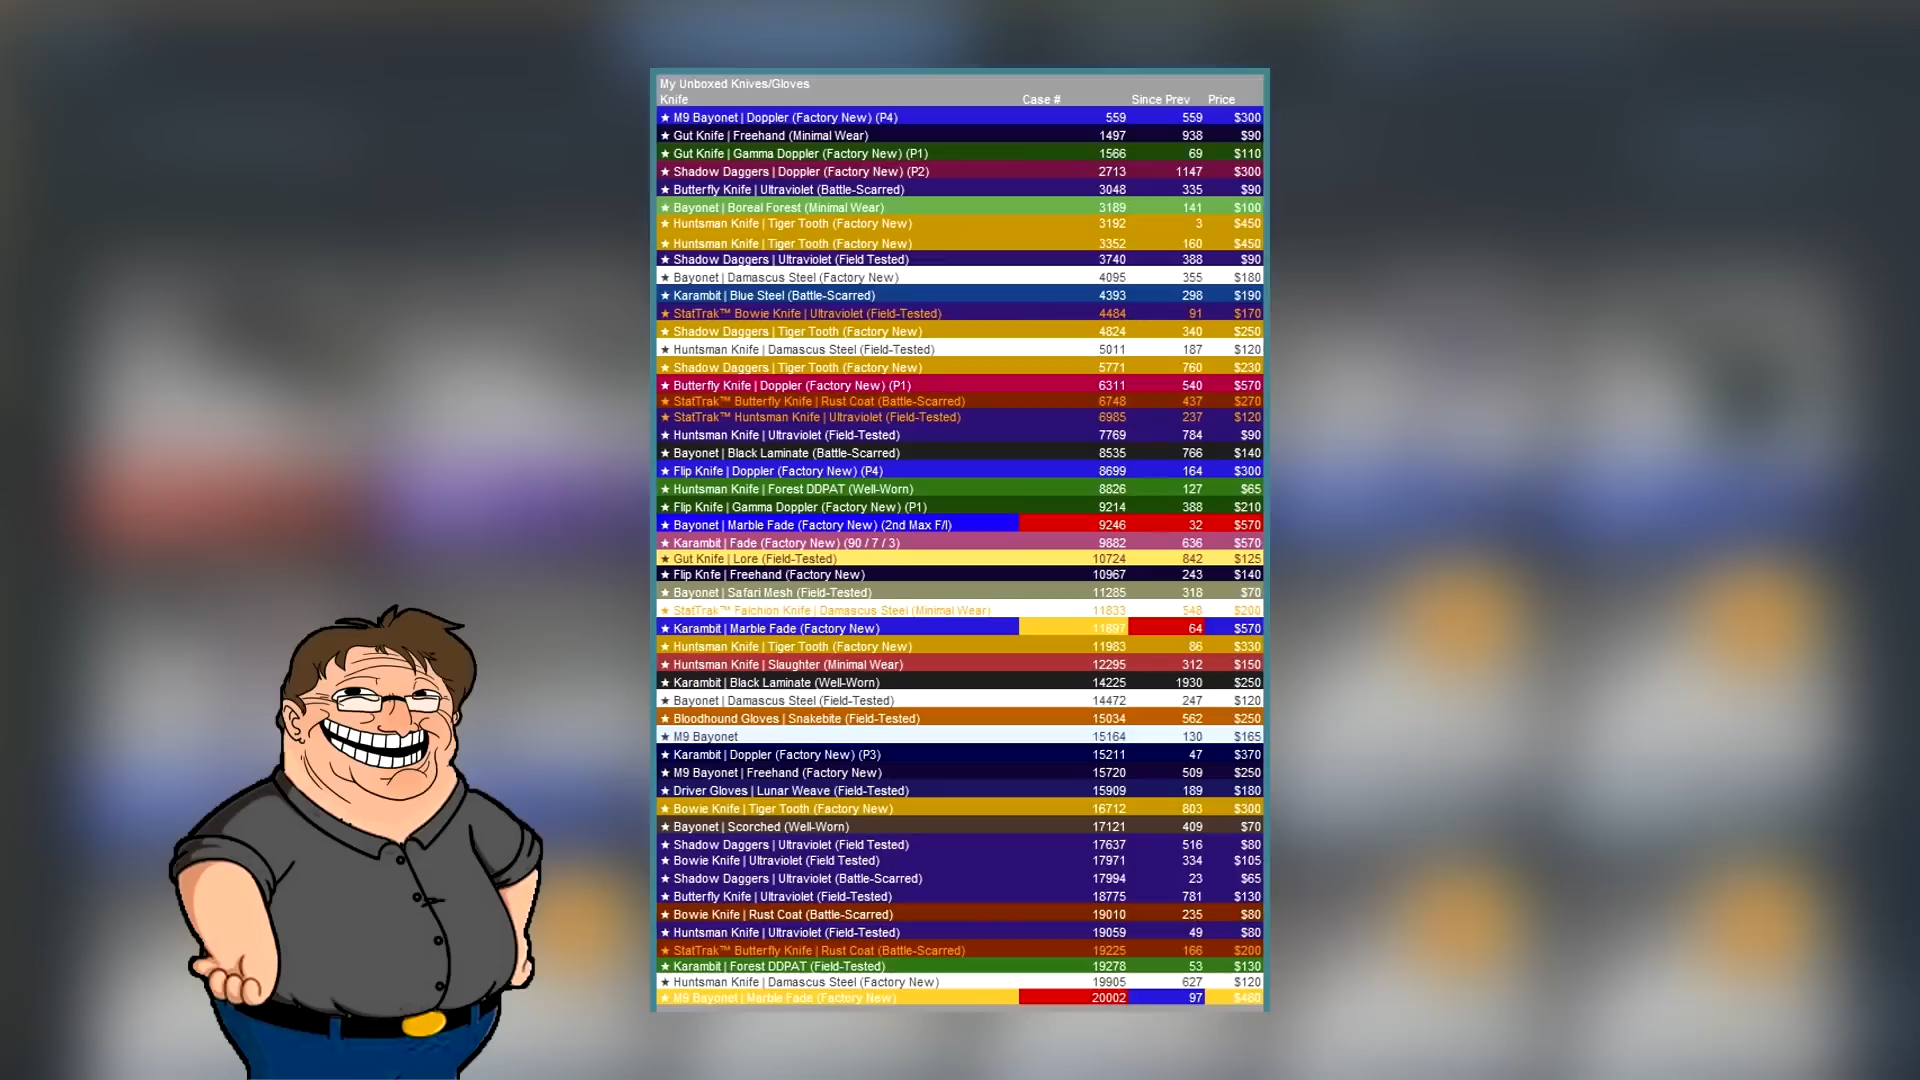 My Unboxed Knives/Gloves
Knife Case # Since Prev Price
★ M9 Bayonet | Doppler (Factory New) (P4) 559 559 $300
★ Gut Knife | Freehand (Minimal Wear) 1497 938 $90
★ Gut Knife | Gamma Doppler (Factory New) (P1) 1566 69 $110
★ Shadow Daggers | Doppler (Factory New) (P2) 2713 1147 $300
★ Butterfly Knife | Ultraviolet (Battle-Scarred) 3048 335 $90
★ Bayonet | Boreal Forest (Minimal Wear) 3189 141 $100
★ Huntsman Knife | Tiger Tooth (Factory New) 3192 3 $450
★ Huntsman Knife | Tiger Tooth (Factory New) 3352 160 $450
★ Shadow Daggers | Ultraviolet (Field Tested) 3740 388 $90
★ Bayonet | Damascus Steel (Factory New) 4095 355 $180
★ Karambit | Blue Steel (Battle-Scarred) 4393 298 $190
★ StatTrak™ Bowie Knife | Ultraviolet (Field-Tested) 4484 91 $170
★ Shadow Daggers | Tiger Tooth (Factory New) 4824 340 $250
★ Huntsman Knife | Damascus Steel (Field-Tested) 5011 187 $120
★ Shadow Daggers | Tiger Tooth (Factory New) 5771 760 $230
★ Butterfly Knife | Doppler (Factory New) (P1) 6311 540 $570
★ StatTrak™ Butterfly Knife | Rust Coat (Battle-Scarred) 6748 437 $270
★ StatTrak™ Huntsman Knife | Ultraviolet (Field-Tested) 6985 237 $120
★ Huntsman Knife | Ultraviolet (Field-Tested) 7769 784 $90
★ Bayonet | Black Laminate (Battle-Scarred) 8535 766 $140
★ Flip Knife | Doppler (Factory New) (P4) 8699 164 $300
★ Huntsman Knife | Forest DDPAT (Well-Worn) 8826 127 $65
★ Flip Knife | Gamma Doppler (Factory New) (P1) 9214 388 $210
★ Bayonet | Marble Fade (Factory New) (2nd Max F/I) 9246 32 $570
★ Karambit | Fade (Factory New) (90 / 7 / 3) 9882 636 $570
★ Gut Knife | Lore (Field-Tested) 10724 842 $125
★ Flip Knfe | Freehand (Factory New) 10967 243 $140
★ Bayonet | Safari Mesh (Field-Tested) 11285 318 $70
★ StatTrak™ Falchion Knife | Damascus Steel (Minimal Wear) 11833 548 $200
★ Karambit | Marble Fade (Factory New) 11897 64 $570
★ Huntsman Knife | Tiger Tooth (Factory New) 11983 86 $330
★ Huntsman Knife | Slaughter (Minimal Wear) 12295 312 $150
★ Karambit | Black Laminate (Well-Worn) 14225 1930 $250
★ Bayonet | Damascus Steel (Field-Tested) 14472 247 $120
★ Bloodhound Gloves | Snakebite (Field-Tested) 15034 562 $250
★ M9 Bayonet 15164 130 $165
★ Karambit | Doppler (Factory New) (P3) 15211 47 $370
★ M9 Bayonet | Freehand (Factory New) 15720 509 $250
★ Driver Gloves | Lunar Weave (Field-Tested) 15909 189 $180
★ Bowie Knife | Tiger Tooth (Factory New) 16712 803 $300
★ Bayonet | Scorched (Well-Worn) 17121 409 $70
★ Shadow Daggers | Ultraviolet (Field Tested) 17637 516 $80
★ Bowie Knife | Ultraviolet (Field Tested) 17971 334 $105
★ Shadow Daggers | Ultraviolet (Battle-Scarred) 17994 23 $65
★ Butterfly Knife | Ultraviolet (Field-Tested) 18775 781 $130
★ Bowie Knife | Rust Coat (Battle-Scarred) 19010 235 $80
★ Huntsman Knife | Ultraviolet (Field-Tested) 19059 49 $80
★ StatTrak™ Butterfly Knife | Rust Coat (Battle-Scarred) 19225 166 $200
★ Karambit | Forest DDPAT (Field-Tested) 19278 53 $130
★ Huntsman Knife | Damascus Steel (Factory New) 19905 627 $120
★ M9 Bayonet | Marble Fade (Factory New) 20002 97 $480